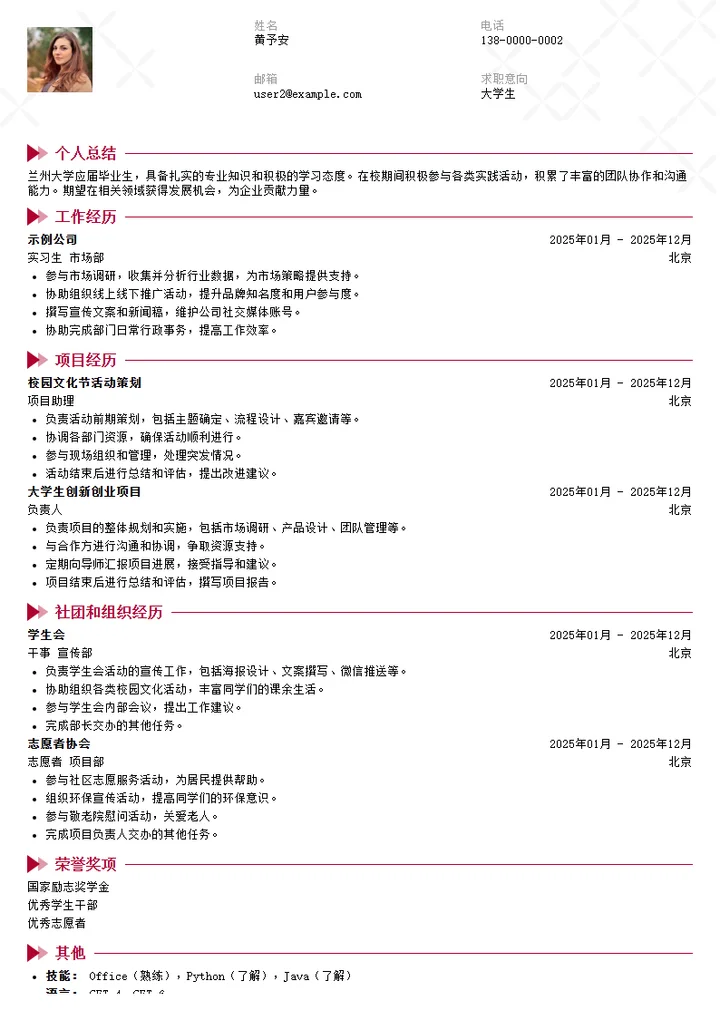 姓名
黄予安
电话
138-0000-0002
邮箱
user2@example.com
求职意向
大学生
个人总结
兰州大学应届毕业生，具备扎实的专业知识和积极的学习态度。在校期间积极参与各类实践活动，积累了丰富的团队协作和沟通
能力。期望在相关领域获得发展机会，为企业贡献力量。
工作经历
示例公司 2025年01月 - 2025年12月
实习生 市场部 北京
• 参与市场调研，收集并分析行业数据，为市场策略提供支持。
• 协助组织线上线下推广活动，提升品牌知名度和用户参与度。
• 撰写宣传文案和新闻稿，维护公司社交媒体账号。
• 协助完成部门日常行政事务，提高工作效率。
项目经历
校园文化节活动策划 2025年01月 - 2025年12月
项目助理 北京
• 负责活动前期策划，包括主题确定、流程设计、嘉宾邀请等。
• 协调各部门资源，确保活动顺利进行。
• 参与现场组织和管理，处理突发情况。
• 活动结束后进行总结和评估，提出改进建议。
大学生创新创业项目 2025年01月 - 2025年12月
负责人 北京
• 负责项目的整体规划和实施，包括市场调研、产品设计、团队管理等。
• 与合作方进行沟通和协调，争取资源支持。
• 定期向导师汇报项目进展，接受指导和建议。
• 项目结束后进行总结和评估，撰写项目报告。
社团和组织经历
学生会 2025年01月 - 2025年12月
干事 宣传部 北京
• 负责学生会活动的宣传工作，包括海报设计、文案撰写、微信推送等。
• 协助组织各类校园文化活动，丰富同学们的课余生活。
• 参与学生会内部会议，提出工作建议。
• 完成部长交办的其他任务。
志愿者协会 2025年01月 - 2025年12月
志愿者 项目部 北京
• 参与社区志愿服务活动，为居民提供帮助。
• 组织环保宣传活动，提高同学们的环保意识。
• 参与敬老院慰问活动，关爱老人。
• 完成项目负责人交办的其他任务。
荣誉奖项
国家励志奖学金
优秀学生干部
优秀志愿者
其他
• 技能： Office（熟练），Python（了解），Java（了解）